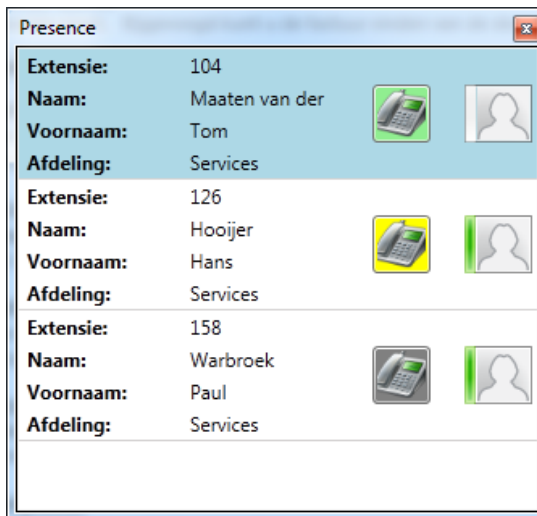 Presence
Extensie: 104
Naam: Maaten van der
Voornaam: Tom
Afdeling: Services
Extensie: 126
Naam: Hooijer
Voornaam: Hans
Afdeling: Services
Extensie: 158
Naam: Warbroek
Voornaam: Paul
Afdeling: Services